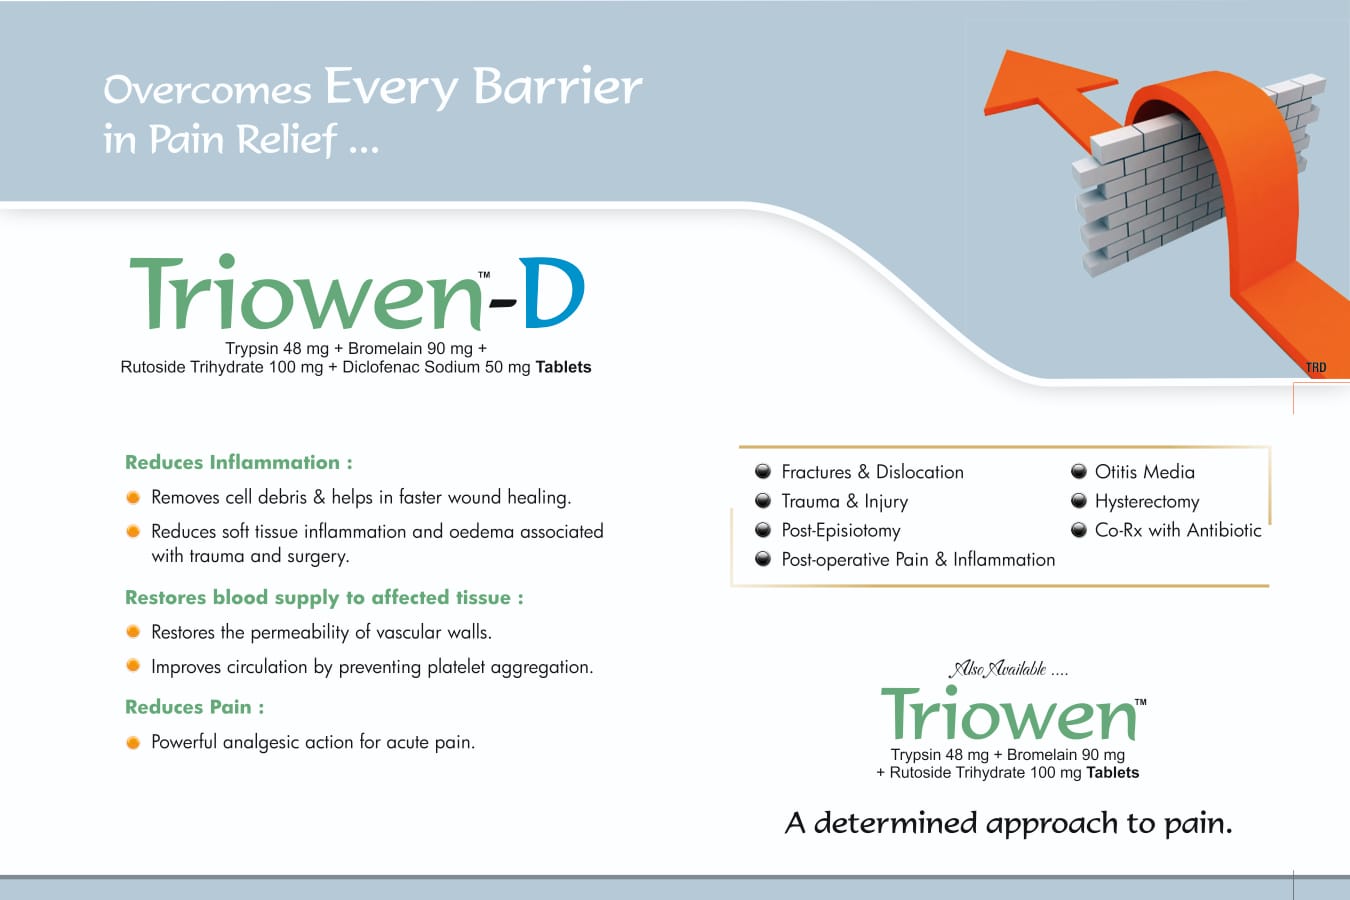 Overcomes Every Barrier
in Pain Relief ...
Triowen™-D
Trypsin 48 mg + Bromelain 90 mg +
Rutoside Trihydrate 100 mg + Diclofenac Sodium 50 mg Tablets
TRD
Reduces Inflammation :
Removes cell debris & helps in faster wound healing.
Reduces soft tissue inflammation and oedema associated
with trauma and surgery.
Restores blood supply to affected tissue :
Restores the permeability of vascular walls.
Improves circulation by preventing platelet aggregation.
Reduces Pain :
Powerful analgesic action for acute pain.
Fractures & Dislocation
Trauma & Injury
Post-Episiotomy
Post-operative Pain & Inflammation
Otitis Media
Hysterectomy
Co-Rx with Antibiotic
Also Available ....
Triowen™
Trypsin 48 mg + Bromelain 90 mg
+ Rutoside Trihydrate 100 mg Tablets
A determined approach to pain.